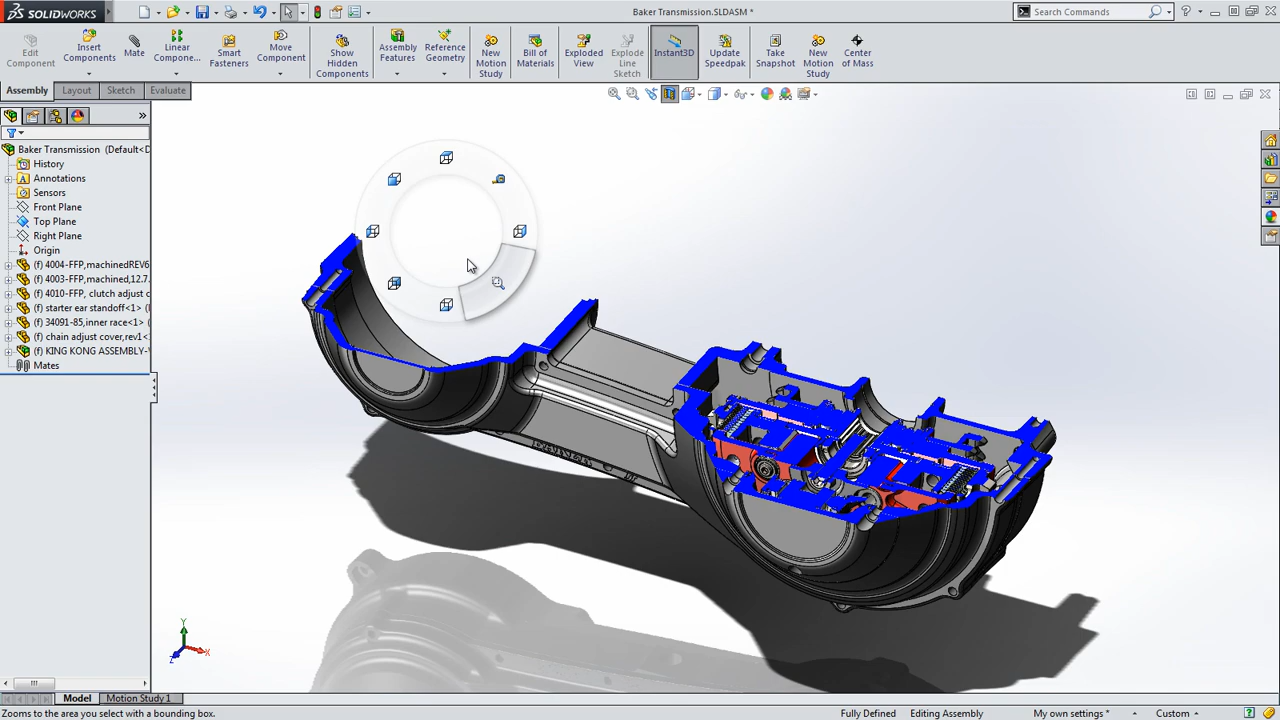 SOLIDWORKS
Baker Transmission.SLDASM *
Search Commands
Edit Component
Insert Components
Mate
Linear Compone...
Smart Fasteners
Move Component
Show Hidden Components
Assembly Features
Reference Geometry
New Motion Study
Bill of Materials
Exploded View
Explode Line Sketch
Instant3D
Update Speedpak
Take Snapshot
New Motion Study
Center of Mass
Assembly Layout Sketch Evaluate
Baker Transmission (Default<D
History
Annotations
Sensors
Front Plane
Top Plane
Right Plane
Origin
(f) 4004-FFP,machinedREV6
(f) 4003-FFP,machined,12.7.
(f) 4010-FFP, clutch adjust c
(f) starter ear standoff<1> (
(f) 34091-85,inner race<1> (
(f) chain adjust cover,rev1<
(f) KING KONG ASSEMBLY-
Mates
Y
X
Z
Model Motion Study 1
Zooms to the area you select with a bounding box.
Fully Defined Editing Assembly My own settings * Custom